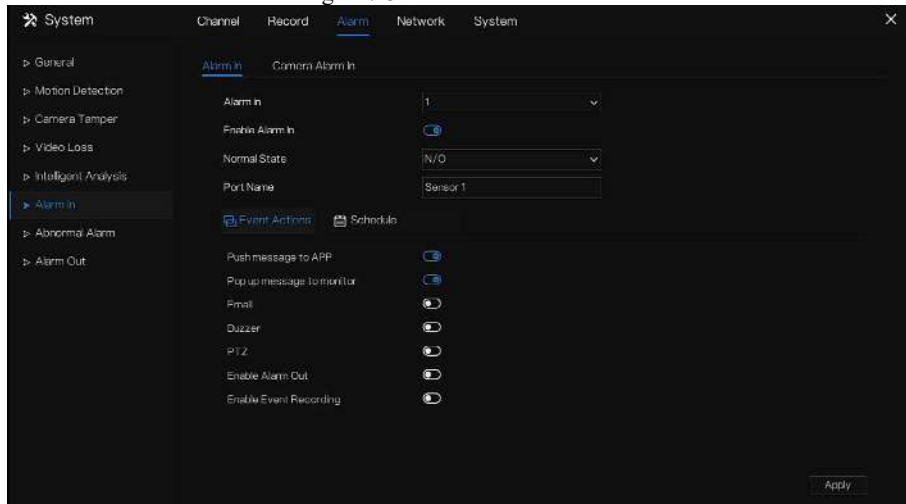 System
Channel Record Alarm Network System
General
Motion Detection
Camera Tamper
Video Loss
Intelligent Analysis
Alarm In
Abnormal Alarm
Alarm Out
Alarm In Camera Alarm In
Alarm In 1
Enable Alarm In
Normal State N/O
Port Name Sensor 1
Event Actions Schedule
Push message to APP
Pop up message to monitor
Email
Buzzer
PTZ
Enable Alarm Out
Enable Event Recording
Apply